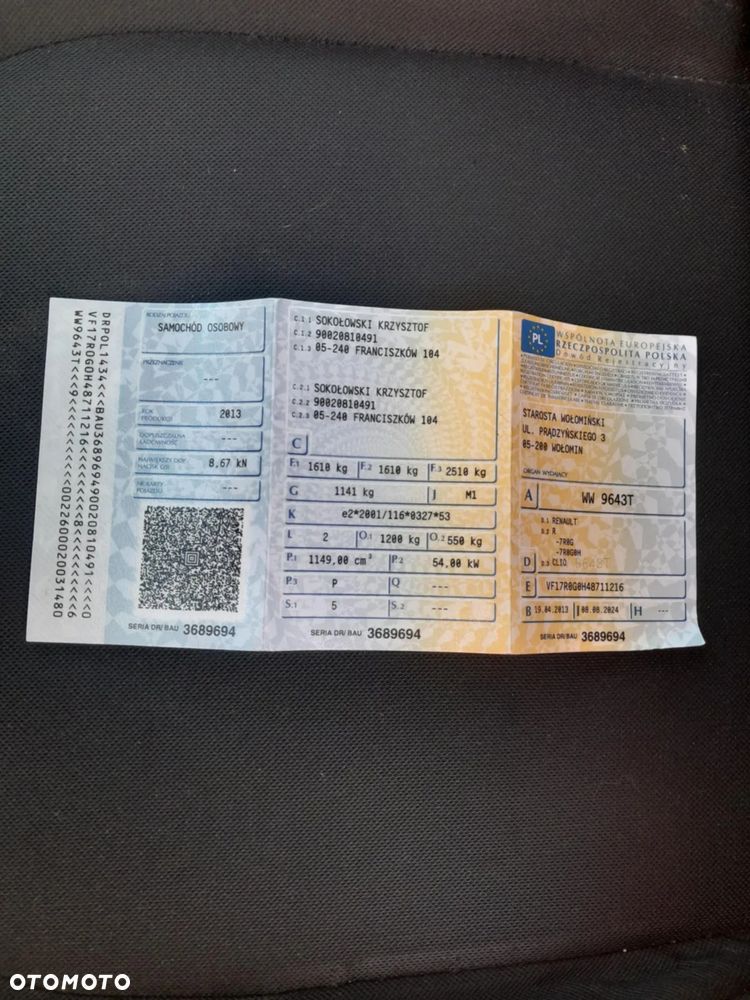 DRPOL1434<<<<BAU36896949002081049​1<<<<0
WW9643T<<<9<<<<<<<<<<<<<<
RODZAJ POJAZDU
SAMOCHÓD OSOBOWY
PRZEZNACZENIE
---
ROK PRODUKCJI
2013
DOPUSZCZALNA ŁADOWNOŚĆ
---
NAJWIĘKSZY DOP. NACISK OSI
8,67 kN
NR KARTY POJAZDU
---
SERIA DR/ BAU 3689694
C.1.1 SOKOŁOWSKI KRZYSZTOF
C.1.2 90020810491
C.1.3 05-240 FRANCISZKÓW 104
C.2.1 SOKOŁOWSKI KRZYSZTOF
C.2.2 90020810491
C.2.3 05-240 FRANCISZKÓW 104
C
F.1 1610 kg F.2 1610 kg F.3 2510 kg
G 1141 kg J M1
K e2*2001/116*0327*53
L 2 O.1 1200 kg O.2 550 kg
P.1 1149,00 cm³ P.2 54,00 kW
P.3 P Q ---
S.1 5 S.2 ---
SERIA DR/ BAU 3689694
PL
WSPÓLNOTA EUROPEJSKA
RZECZPOSPOLITA POLSKA
Dowód Rejestracyjny
STAROSTA WOŁOMIŃSKI
UL. PRĄDZYŃSKIEGO 3
05-200 WOŁOMIN
ORGAN WYDAJĄCY
A WW 9643T
D.1 RENAULT
D.2 R
-7R0G
-7R0G0H
D D.3 CLIO
E VF17R0G0H48711216
B 19.04.2013 I 08.08.2024 H ---
SERIA DR/BAU 3689694
OTOMOTO